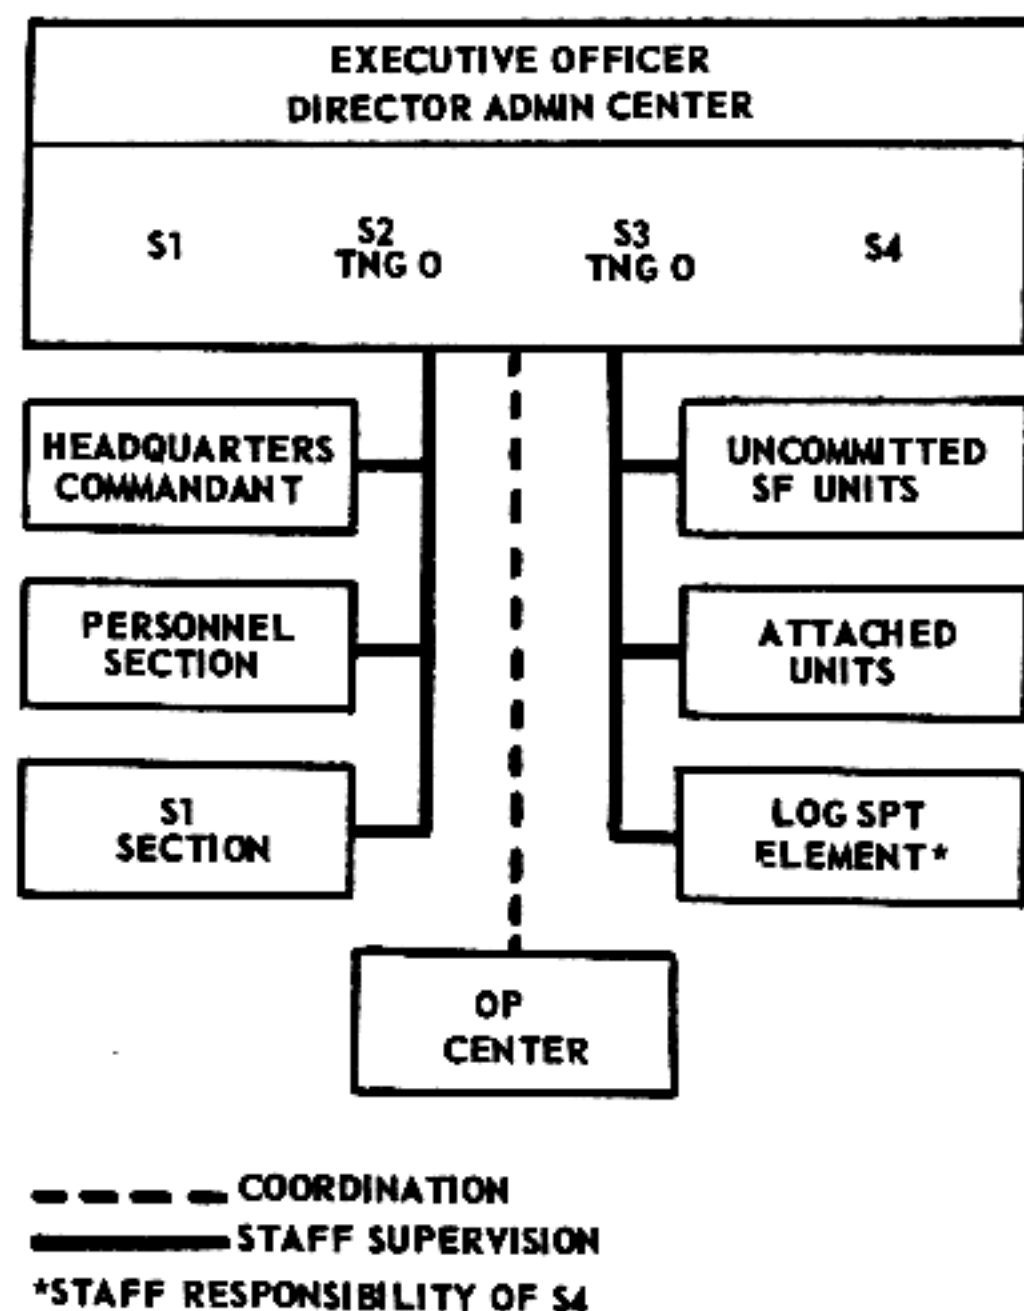 EXECUTIVE OFFICER
DIRECTOR ADMIN CENTER
S1
S2
TNG O
S3
TNG O
S4
HEADQUARTERS
COMMANDANT
UNCOMMITTED
SF UNITS
PERSONNEL
SECTION
ATTACHED
UNITS
S1
SECTION
LOG SPT
ELEMENT*
OP
CENTER
COORDINATION
STAFF SUPERVISION
*STAFF RESPONSIBILITY OF S4